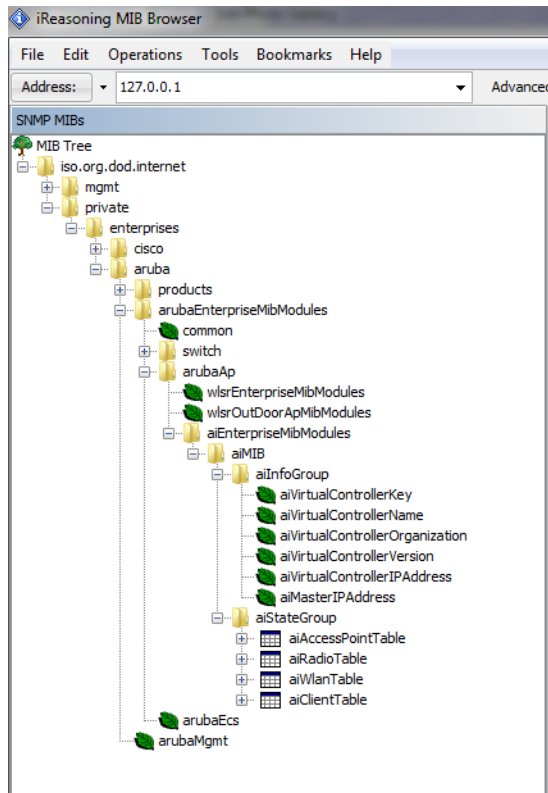 iReasoning MIB Browser
File Edit Operations Tools Bookmarks Help
Address: 127.0.0.1 Advanced
SNMP MIBs
MIB Tree
iso.org.dod.internet
mgmt
private
enterprises
cisco
aruba
products
arubaEnterpriseMibModules
common
switch
arubaAp
wlsrEnterpriseMibModules
wlsrOutDoorApMibModules
aiEnterpriseMibModules
aiMIB
aiInfoGroup
aiVirtualControllerKey
aiVirtualControllerName
aiVirtualControllerOrganization
aiVirtualControllerVersion
aiVirtualControllerIPAddress
aiMasterIPAddress
aiStateGroup
aiAccessPointTable
aiRadioTable
aiWlanTable
aiClientTable
arubaEcs
arubaMgmt